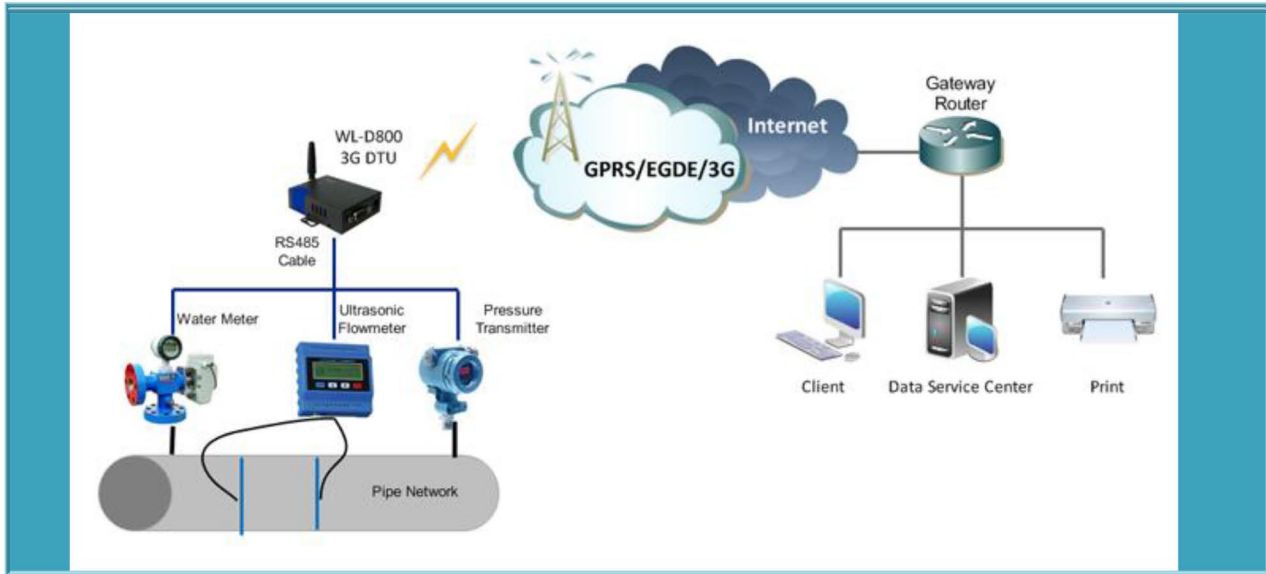 WL-D800
3G DTU
RS485
Cable
Water Meter
Ultrasonic
Flowmeter
Pressure
Transmitter
Pipe Network
GPRS/EGDE/3G
Internet
Gateway
Router
Client
Data Service Center
Print